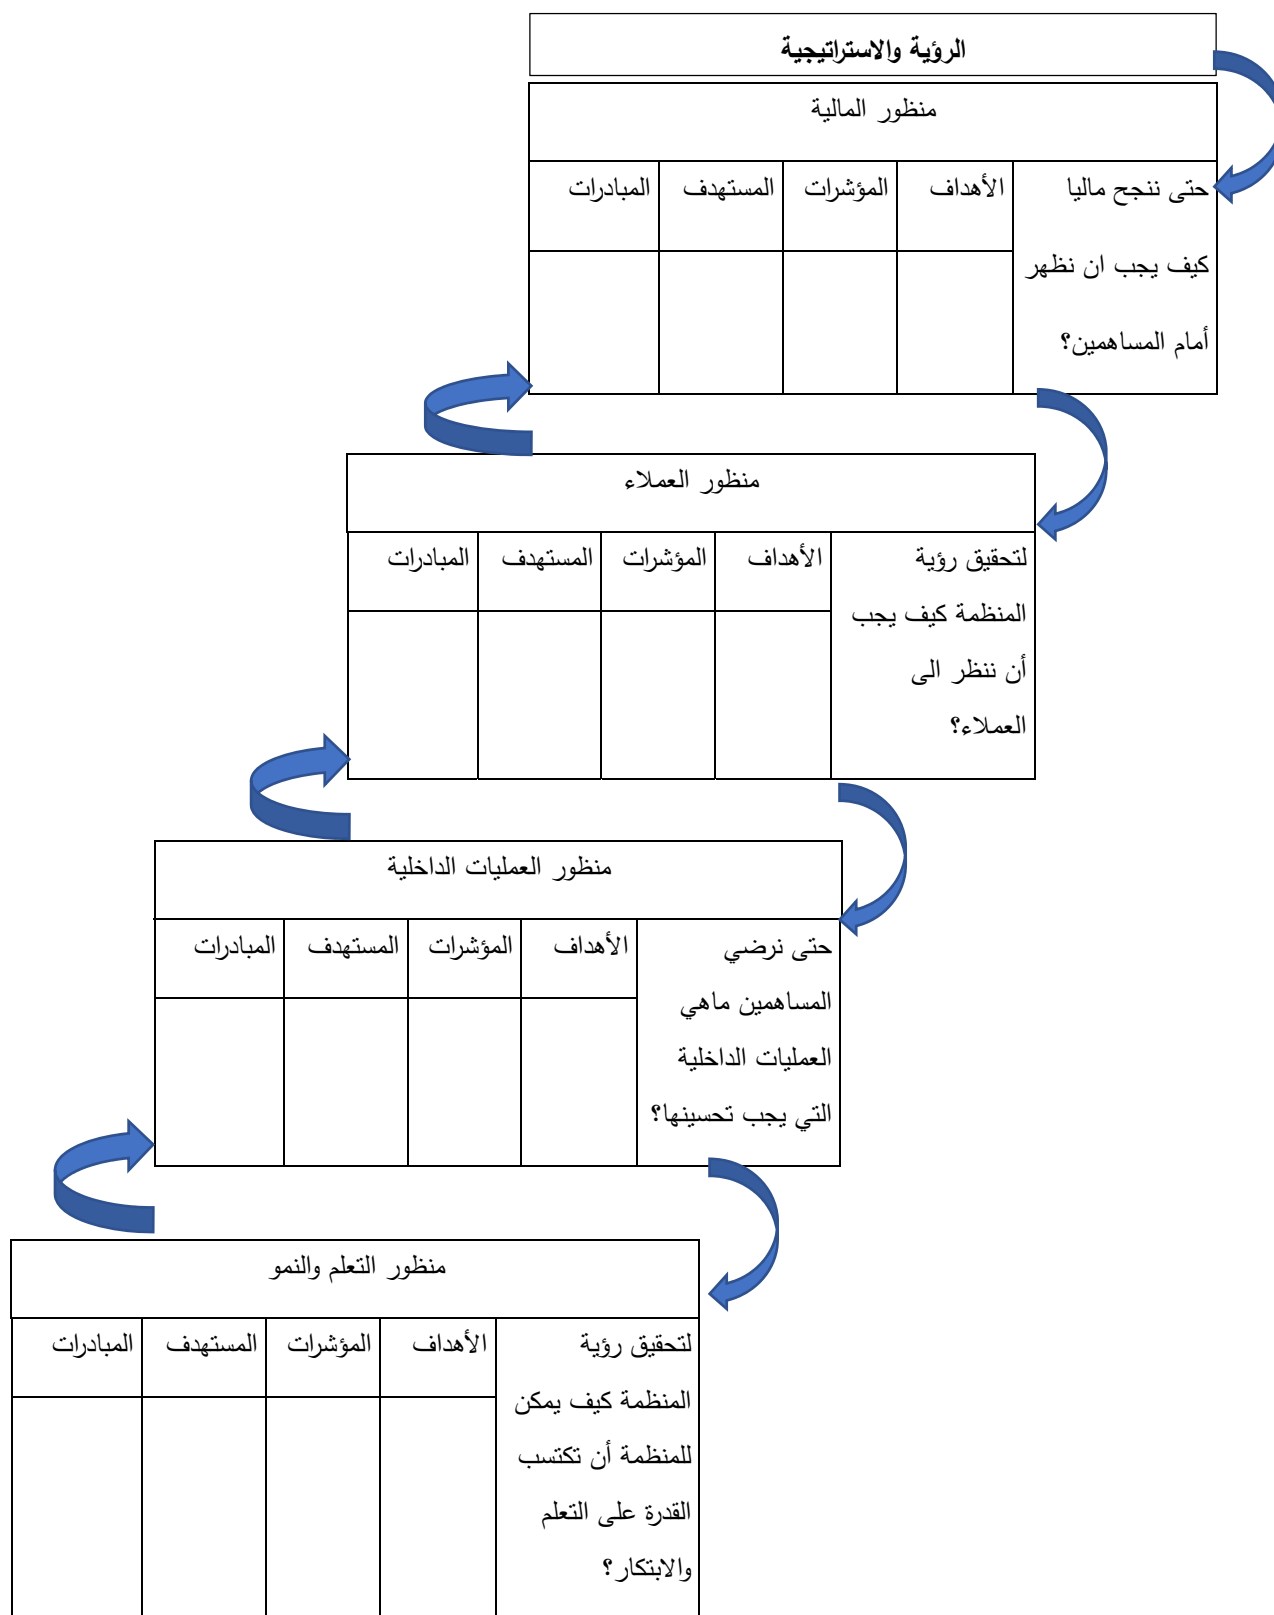 الرؤية والاستراتيجية
منظور المالية
حتى ننجح ماليا
كيف يجب ان نظهر
أمام المساهمين؟
الأهداف
المؤشرات
المستهدف
المبادرات
منظور العملاء
لتحقيق رؤية
المنظمة كيف يجب
أن ننظر الى
العملاء؟
الأهداف
المؤشرات
المستهدف
المبادرات
منظور العمليات الداخلية
حتى نرضي
المساهمين ماهي
العمليات الداخلية
التي يجب تحسينها؟
الأهداف
المؤشرات
المستهدف
المبادرات
منظور التعلم والنمو
لتحقيق رؤية
المنظمة كيف يمكن
للمنظمة أن تكتسب
القدرة على التعلم
والابتكار؟
الأهداف
المؤشرات
المستهدف
المبادرات